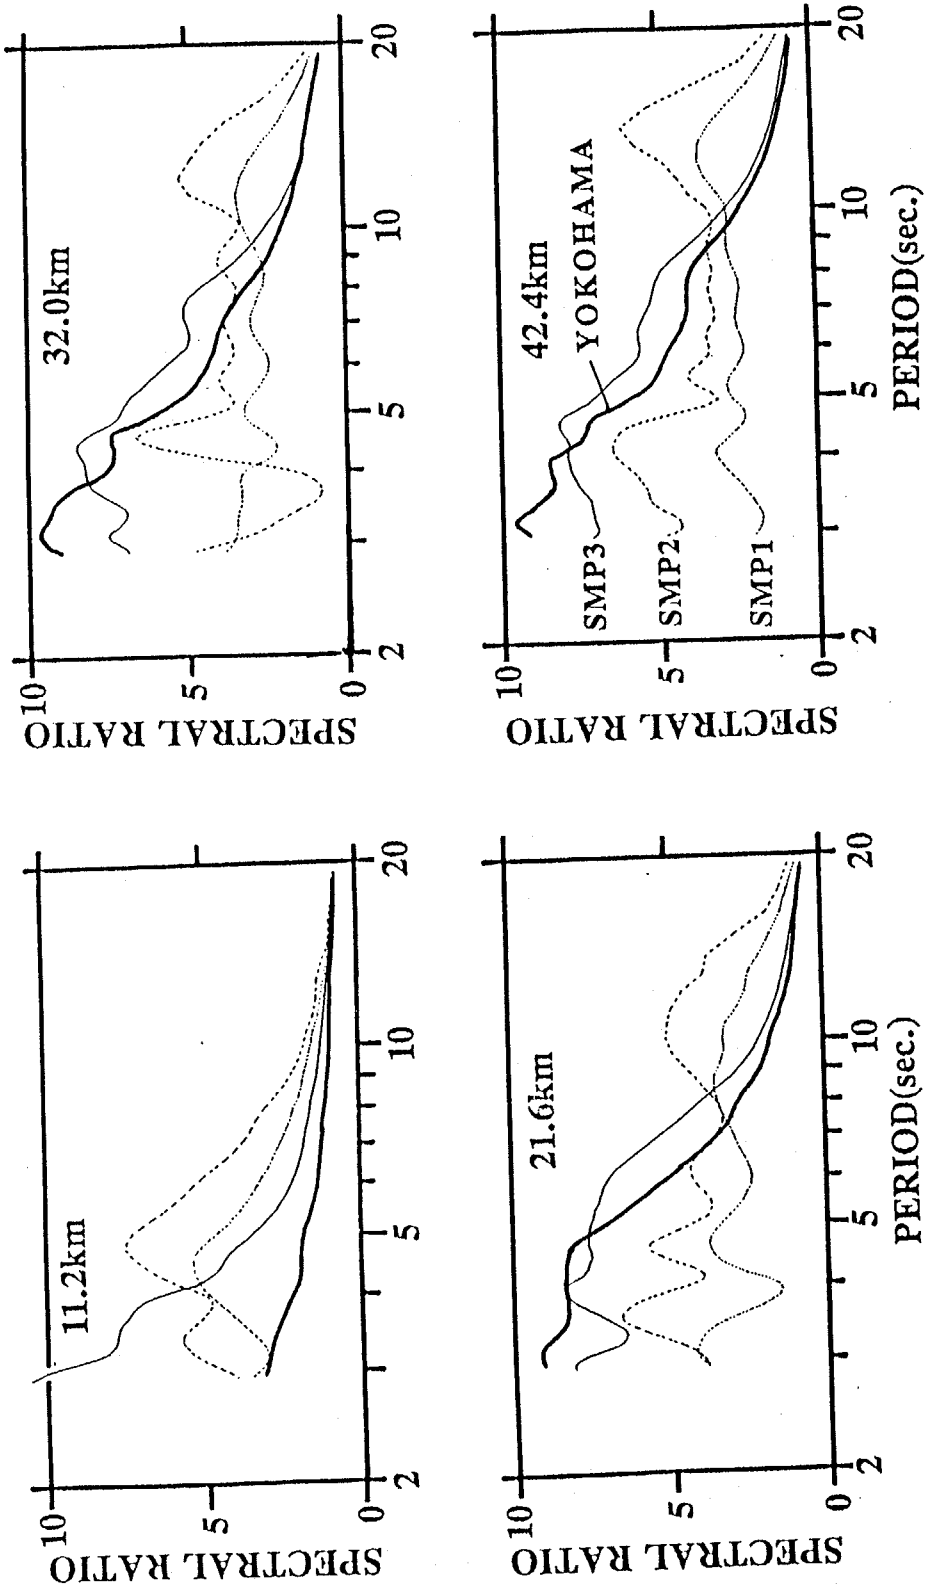 11.2km
10
5
0
SPECTRAL RATIO
2
5
10
20
32.0km
10
5
0
SPECTRAL RATIO
2
5
10
20
21.6km
10
5
0
SPECTRAL RATIO
2
5
10
20
PERIOD(sec.)
42.4km
YOKOHAMA
SMP3
SMP2
SMP1
10
5
0
SPECTRAL RATIO
2
5
10
20
PERIOD(sec.)